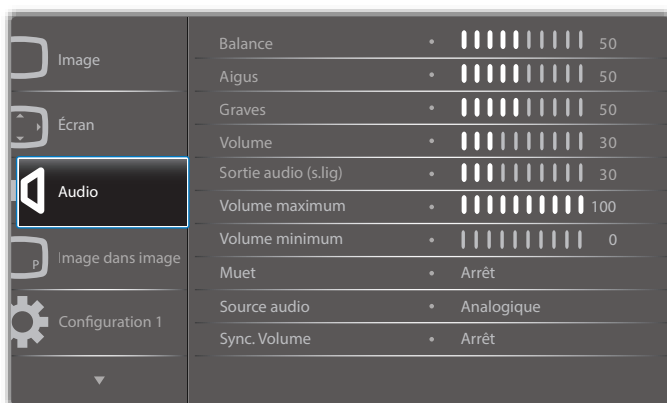 Image
Écran
Audio
P
Image dans image
Configuration 1
Balance • 50
Aigus • 50
Graves • 50
Volume • 30
Sortie audio (s.lig) • 30
Volume maximum • 100
Volume minimum • 0
Muet • Arrêt
Source audio • Analogique
Sync. Volume • Arrêt